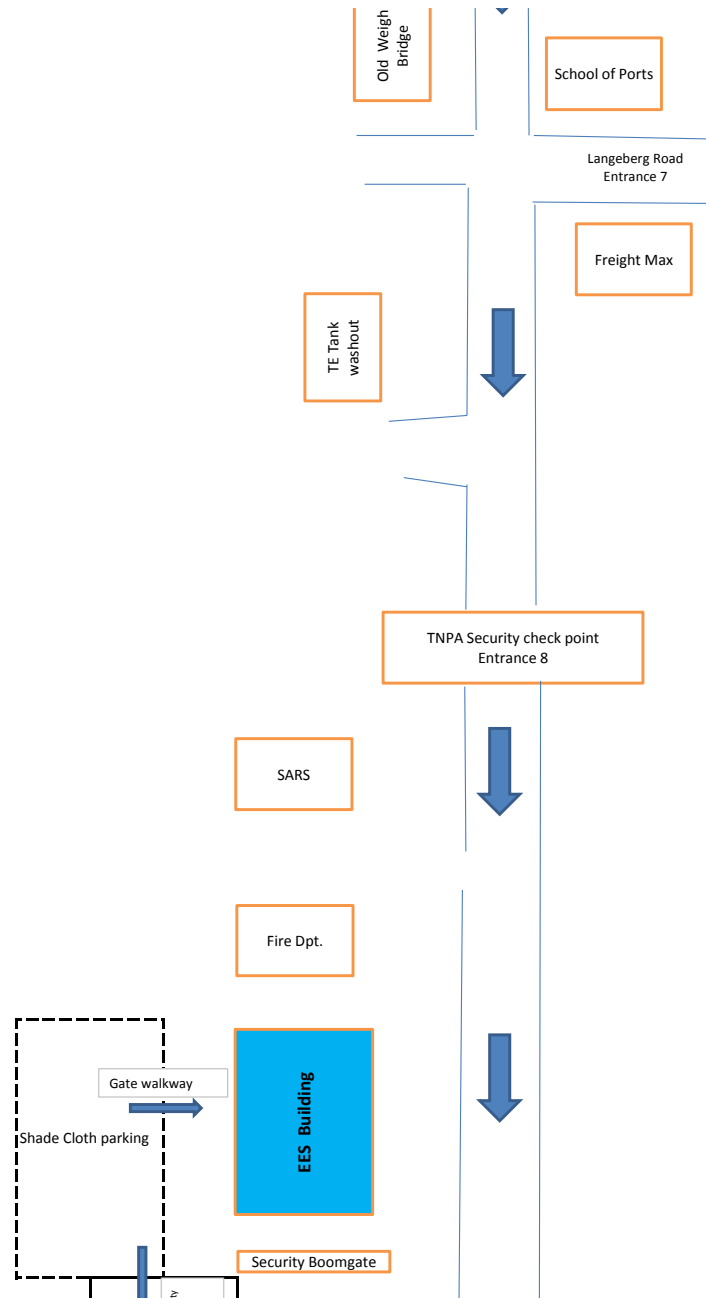 Old Weigh
Bridge
School of Ports
Langeberg Road
Entrance 7
Freight Max
TE Tank
washout
TNPA Security check point
Entrance 8
SARS
Fire Dpt.
Gate walkway
EES Building
Shade Cloth parking
Security Boomgate